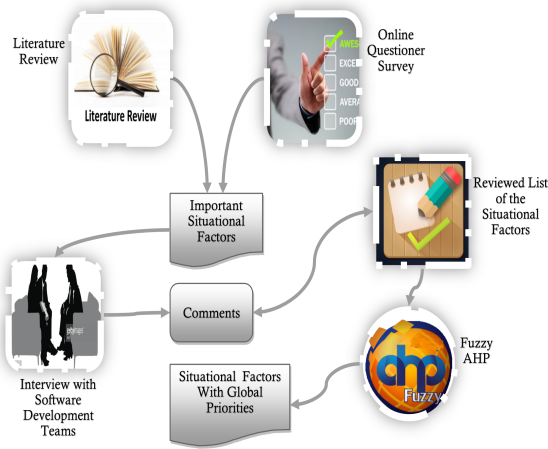 Literature
Review
Literature Review
Online
Questioner
Survey
AWES
EXCE
GOOD
AVERA
POOR
Important
Situational
Factors
Reviewed List
of the
Situational
Factors
Comments
Interview with
Software
Development
Teams
Situational Factors
With Global
Priorities
Fuzzy
AHP
ahp
Fuzzy